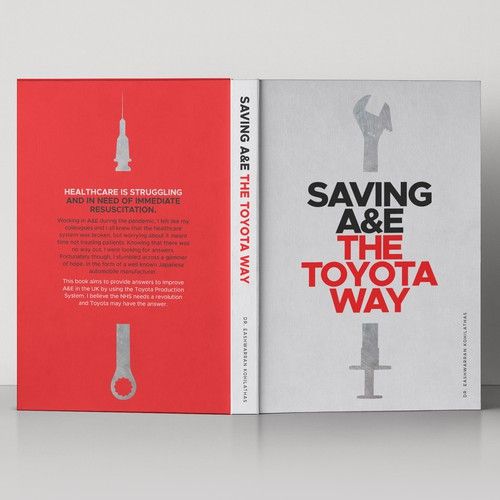 HEALTHCARE IS STRUGGLING
AND IN NEED OF IMMEDIATE
RESUSCITATION.
Working in A&E during the pandemic, I felt like my
colleagues and I all knew that the healthcare
system was broken, but worrying about it meant
time not treating patients. Knowing that there was
no way out, I went looking for answers.
Fortunately though, I stumbled across a glimmer
of hope, in the form of a well known Japanese
automobile manufacturer.
This book aims to provide answers to improve
A&E in the UK by using the Toyota Production
System. I believe the NHS needs a revolution
and Toyota may have the answer.
SAVING A&E THE TOYOTA WAY
DR. EASHWARRAN KOHILATHAS
SAVING
A&E
THE
TOYOTA
WAY
DR. EASHWARRAN KOHILATHAS